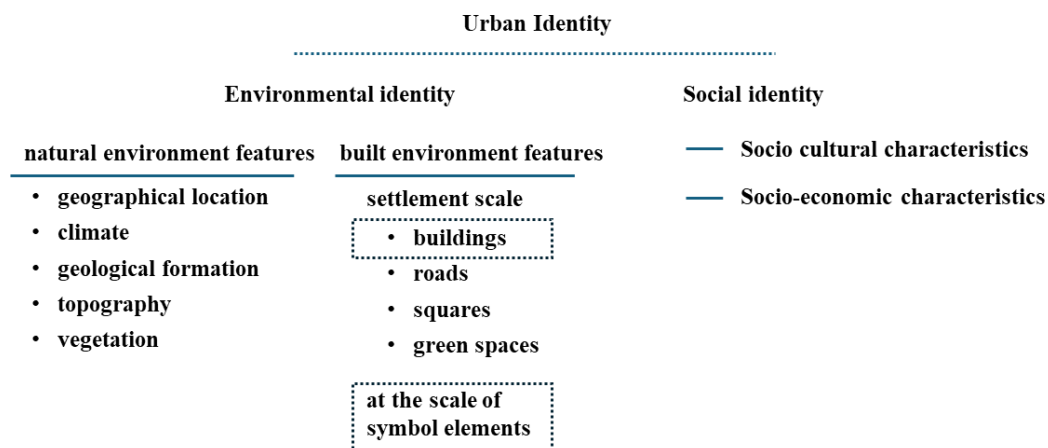 Urban Identity
Environmental identity
Social identity
natural environment features
• geographical location
• climate
• geological formation
• topography
• vegetation
built environment features
settlement scale
• buildings
• roads
• squares
• green spaces
at the scale of
symbol elements
Socio cultural characteristics
Socio-economic characteristics